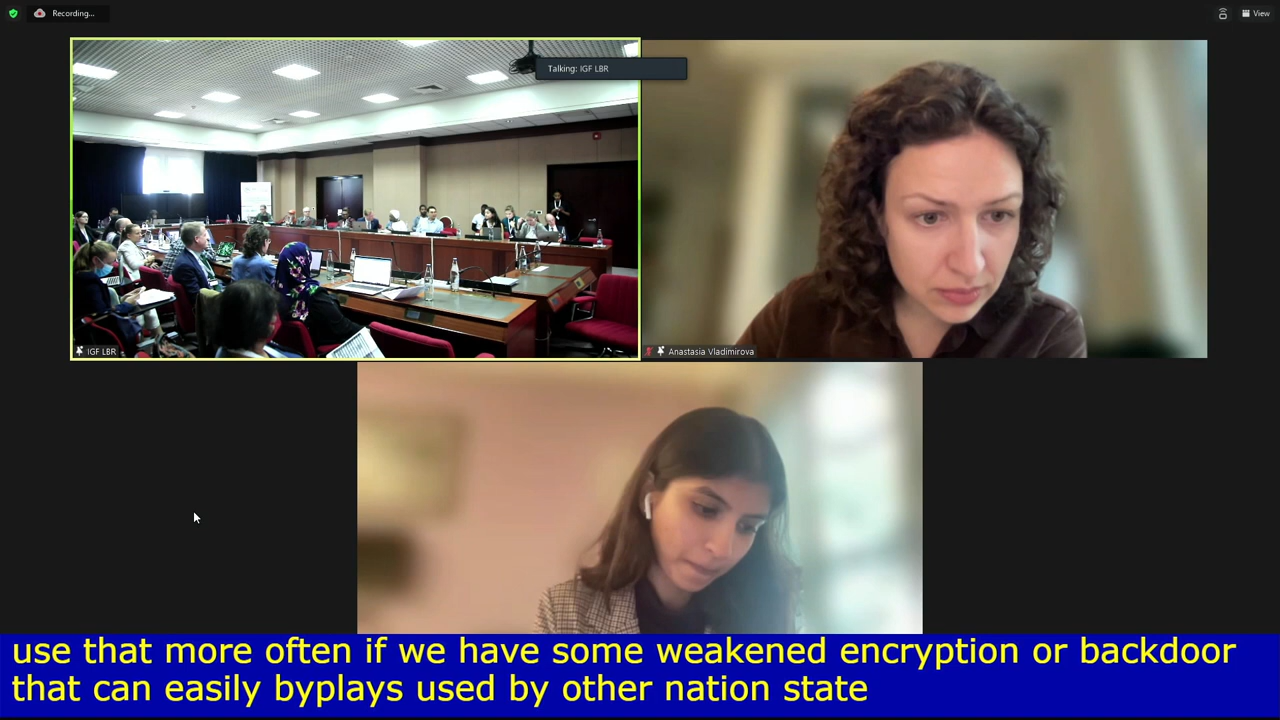 Recording...
View
Talking: IGF LBR
IGF LBR
Anastasia Vladimirova
use that more often if we have some weakened encryption or backdoor
that can easily byplays used by other nation state